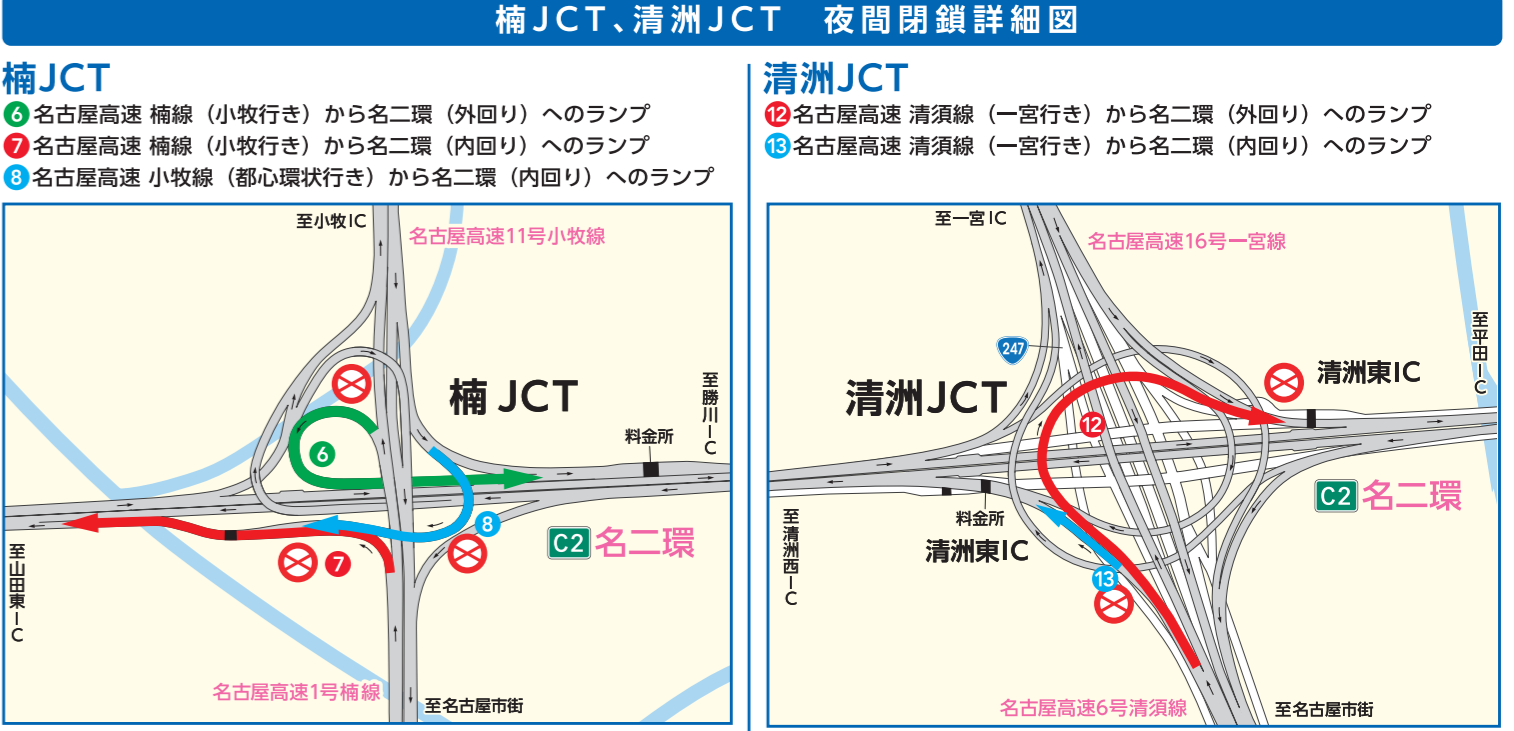 楠JCT、清洲JCT 夜間閉鎖詳細図
楠JCT
6 名古屋高速 楠線（小牧行き）から名二環（外回り）へのランプ
7 名古屋高速 楠線（小牧行き）から名二環（内回り）へのランプ
8 名古屋高速 小牧線（都心環状行き）から名二環（内回り）へのランプ
至小牧IC
名古屋高速11号小牧線
楠 JCT
至勝川IC
料金所
6
8
7
C2 名二環
至山田東IC
名古屋高速1号楠線
至名古屋市街
清洲JCT
12 名古屋高速 清須線（一宮行き）から名二環（外回り）へのランプ
13 名古屋高速 清須線（一宮行き）から名二環（内回り）へのランプ
至一宮IC
名古屋高速16号一宮線
至平田IC
247
清洲東IC
清洲JCT
12
C2 名二環
料金所
至清洲西IC
清洲東IC
13
名古屋高速6号清須線
至名古屋市街